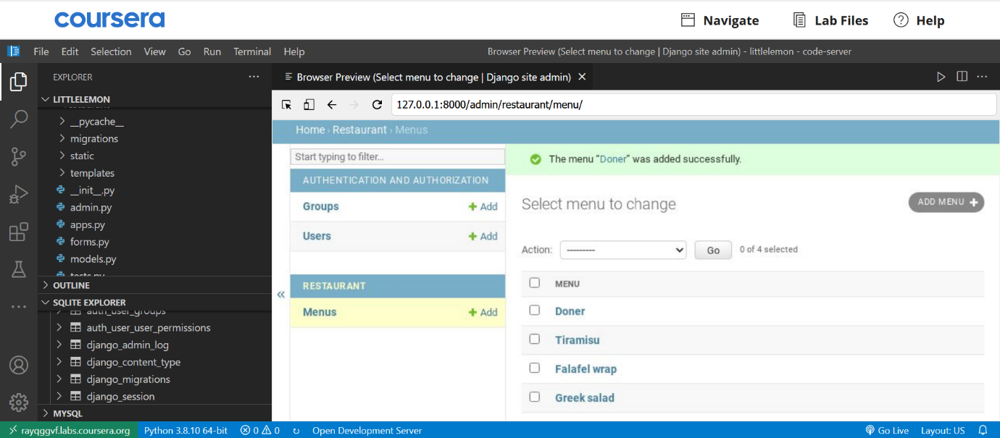 coursera
Navigate
Lab Files
Help
File Edit Selection View Go Run Terminal Help
Browser Preview (Select menu to change | Django site admin) - littlelemon - code-server
EXPLORER
LITTLELEMON
__pycache__
migrations
static
templates
__init__.py
admin.py
apps.py
forms.py
models.py
tests.py
OUTLINE
SQLITE EXPLORER
auth_user_groups
auth_user_user_permissions
django_admin_log
django_content_type
django_migrations
django_session
MYSQL
Browser Preview (Select menu to change | Django site admin)
127.0.0.1:8000/admin/restaurant/menu/
Home › Restaurant › Menus
Start typing to filter...
AUTHENTICATION AND AUTHORIZATION
Groups + Add
Users + Add
RESTAURANT
Menus + Add
«
The menu “Doner” was added successfully.
Select menu to change
ADD MENU +
Action: --------- Go 0 of 4 selected
MENU
Doner
Tiramisu
Falafel wrap
Greek salad
rayqggvf.labs.coursera.org Python 3.8.10 64-bit 0 0 Open Development Server Go Live Layout: US